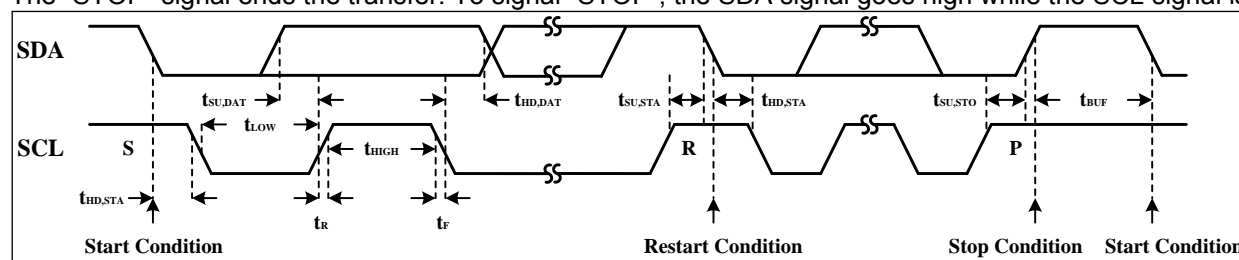 The "STOP" signal ends the transfer. To signal "STOP", the SDA signal goes high while the SCL signal is
SDA
tSU,DAT
tHD,DAT
tSU,STA
tHD,STA
tSU,STO
tBUF
tLOW
SCL
S
tHIGH
R
P
tHD,STA
tR
tF
Start Condition
Restart Condition
Stop Condition
Start Condition